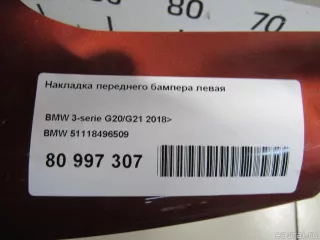 80
70
Накладка переднего бампера левая
BMW 3-serie G20/G21 2018>
BMW 51118496509
80 997 307